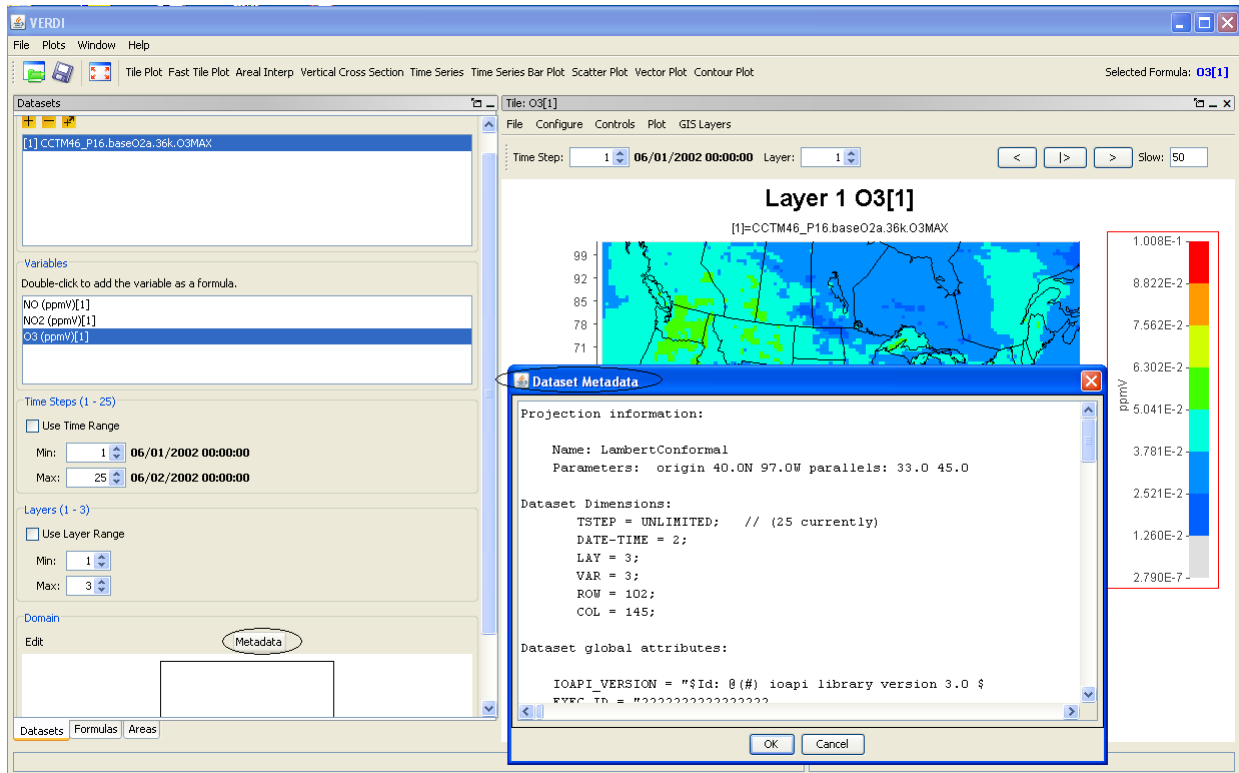 VERDI
File Plots Window Help
Tile Plot Fast Tile Plot Areal Interp Vertical Cross Section Time Series Time Series Bar Plot Scatter Plot Vector Plot Contour Plot
Selected Formula: O3[1]
Datasets
[1] CCTM46_P16.baseO2a.36k.O3MAX
Variables
Double-click to add the variable as a formula.
NO (ppmV)[1]
NO2 (ppmV)[1]
O3 (ppmV)[1]
Time Steps (1 - 25)
Use Time Range
Min: 1 06/01/2002 00:00:00
Max: 25 06/02/2002 00:00:00
Layers (1 - 3)
Use Layer Range
Min: 1
Max: 3
Domain
Edit Metadata
Datasets Formulas Areas
Tile: O3[1]
File Configure Controls Plot GIS Layers
Time Step: 1 06/01/2002 00:00:00 Layer: 1 < |> > Slow: 50
Layer 1 O3[1]
[1]=CCTM46_P16.baseO2a.36k.O3MAX
99
92
85
78
71
1.008E-1
8.822E-2
7.562E-2
6.302E-2
5.041E-2
3.781E-2
2.521E-2
1.260E-2
2.790E-7
ppmV
Dataset Metadata
Projection information:
Name: LambertConformal
Parameters: origin 40.0N 97.0W parallels: 33.0 45.0
Dataset Dimensions:
TSTEP = UNLIMITED; // (25 currently)
DATE-TIME = 2;
LAY = 3;
VAR = 3;
ROW = 102;
COL = 145;
Dataset global attributes:
IOAPI_VERSION = "$Id: @(#) ioapi library version 3.0 $
EXEC_ID = "????????????????
OK Cancel